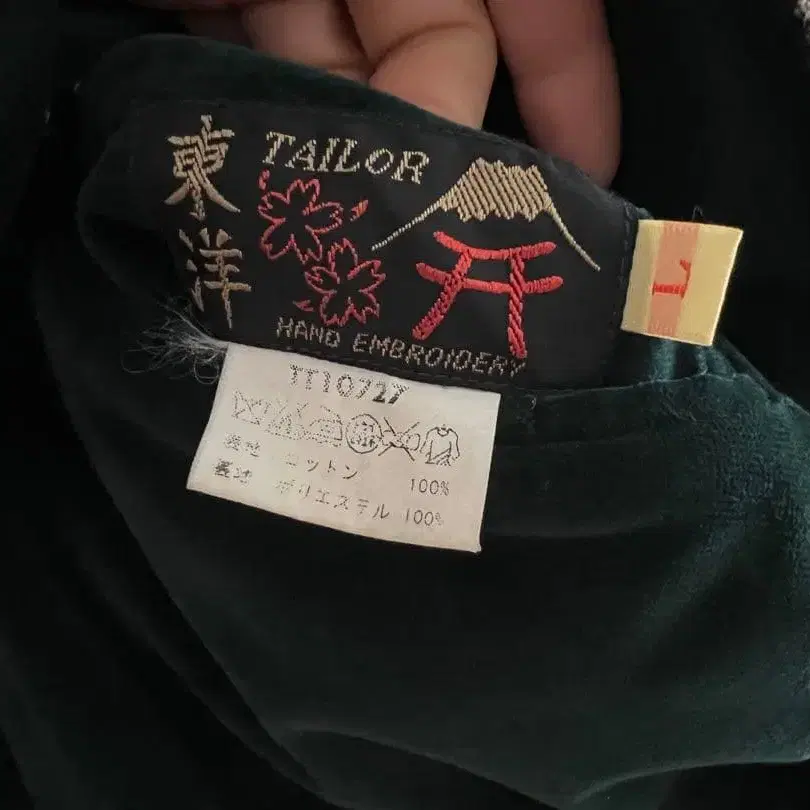 東洋
TAILOR
HAND EMBROIDERY
L
TT10727
表地 コットン 100%
裏地 ポリエステル 100%